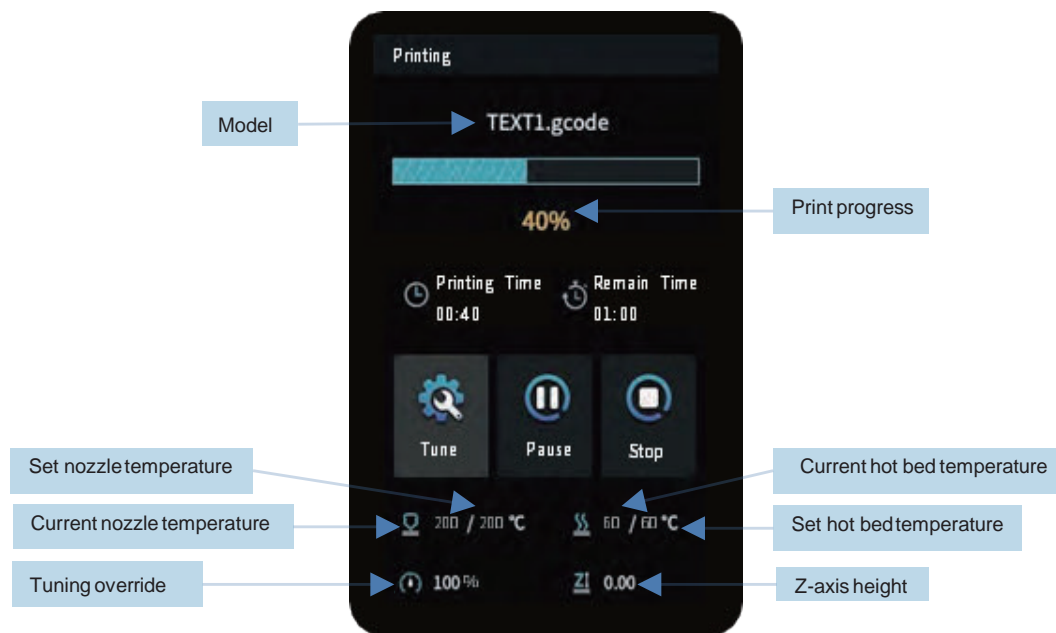 Printing
Model
TEXT1.gcode
40%
Print progress
Printing Time
00:40
Remain Time
01:00
Tune
Pause
Stop
Set nozzle temperature
Current hot bed temperature
Current nozzle temperature
200 / 200 °C
60 / 60 °C
Set hot bed temperature
Tuning override
100%
Z 0.00
Z-axis height